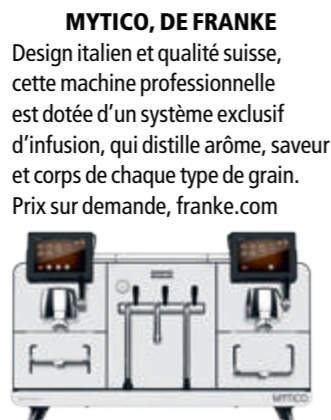 MYTICO, DE FRANKE
Design italien et qualité suisse,
cette machine professionnelle
est dotée d’un système exclusif
d’infusion, qui distille arôme, saveur
et corps de chaque type de grain.
Prix sur demande, franke.com
MYTICO